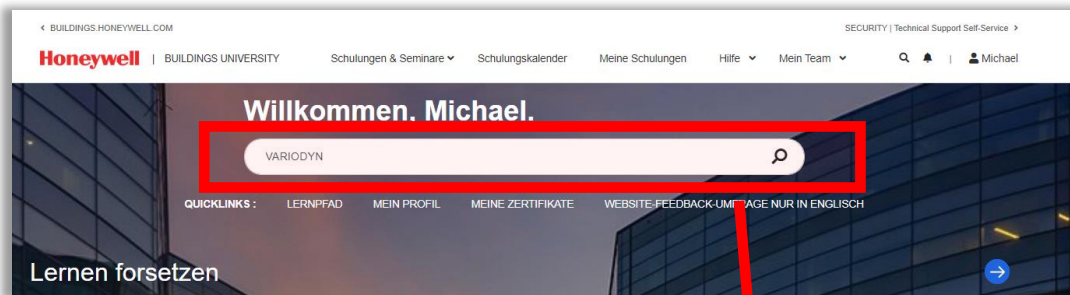 BUILDINGS.HONEYWELL.COM SECURITY | Technical Support Self-Service
Honeywell | BUILDINGS UNIVERSITY Schulungen & Seminare Schulungskalender Meine Schulungen Hilfe Mein Team | Michael
Willkommen, Michael.
VARIODYN
QUICKLINKS : LERNPFAD MEIN PROFIL MEINE ZERTIFIKATE WEBSITE-FEEDBACK-UMFRAGE NUR IN ENGLISCH
Lernen forsetzen